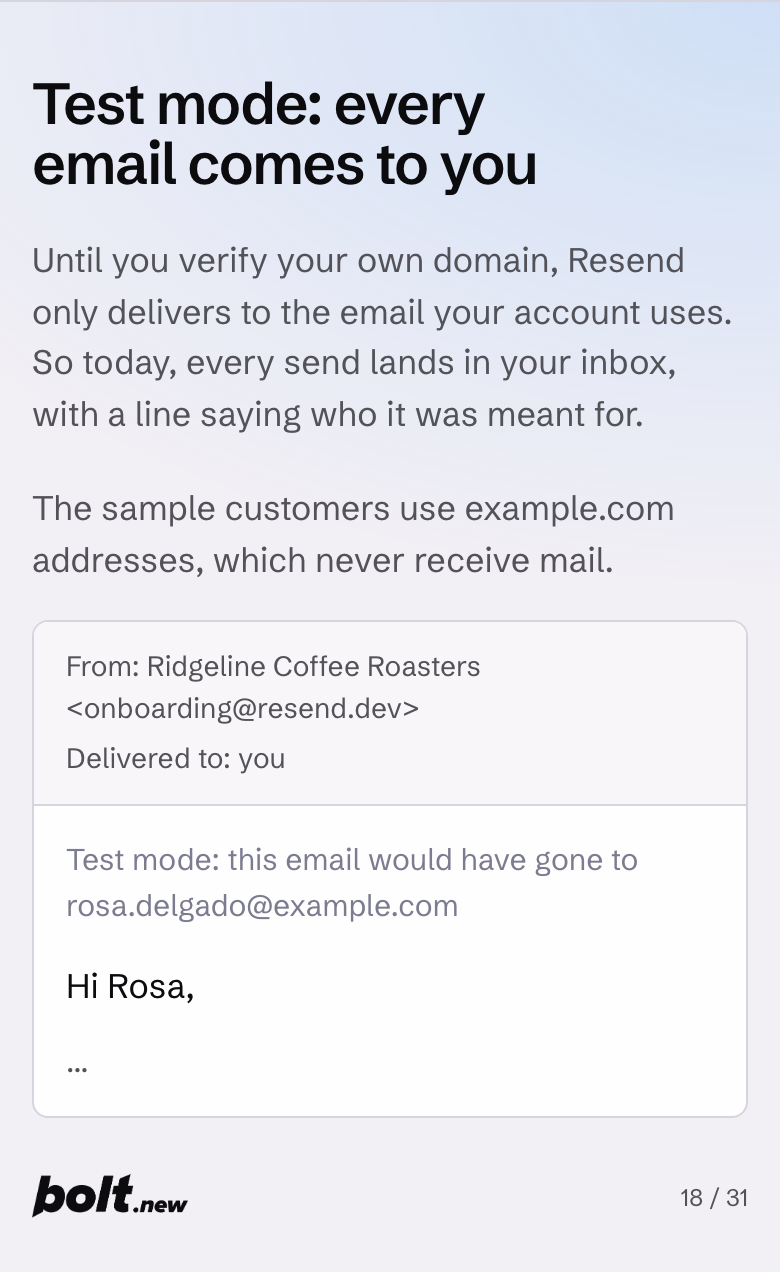 Test mode: every
email comes to you
Until you verify your own domain, Resend
only delivers to the email your account uses.
So today, every send lands in your inbox,
with a line saying who it was meant for.
The sample customers use example.com
addresses, which never receive mail.
From: Ridgeline Coffee Roasters
<onboarding@resend.dev>
Delivered to: you
Test mode: this email would have gone to
rosa.delgado@example.com
Hi Rosa,
...
bolt.new
18 / 31